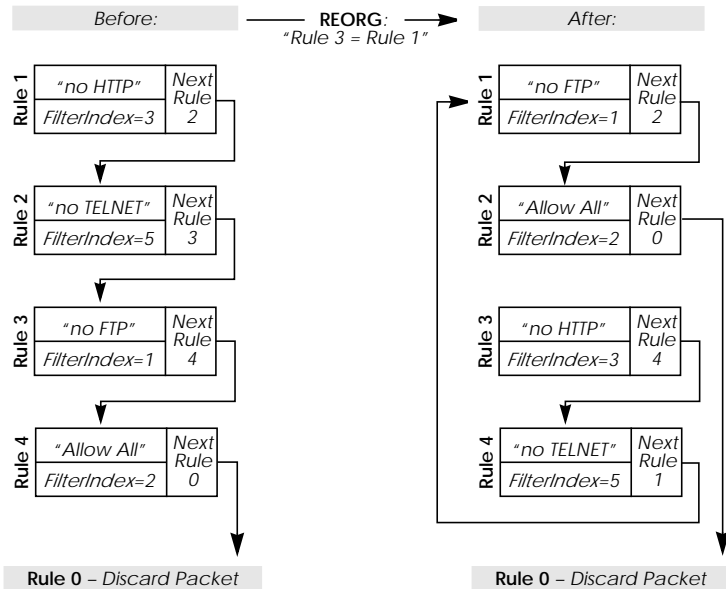 Before:
REORG:
"Rule 3 = Rule 1"
After:
Rule 1
"no HTTP"
FilterIndex=3
Next
Rule
2
Rule 2
"no TELNET"
FilterIndex=5
Next
Rule
3
Rule 3
"no FTP"
FilterIndex=1
Next
Rule
4
Rule 4
"Allow All"
FilterIndex=2
Next
Rule
0
Rule 0 – Discard Packet
Rule 1
"no FTP"
FilterIndex=1
Next
Rule
2
Rule 2
"Allow All"
FilterIndex=2
Next
Rule
0
Rule 3
"no HTTP"
FilterIndex=3
Next
Rule
4
Rule 4
"no TELNET"
FilterIndex=5
Next
Rule
1
Rule 0 – Discard Packet